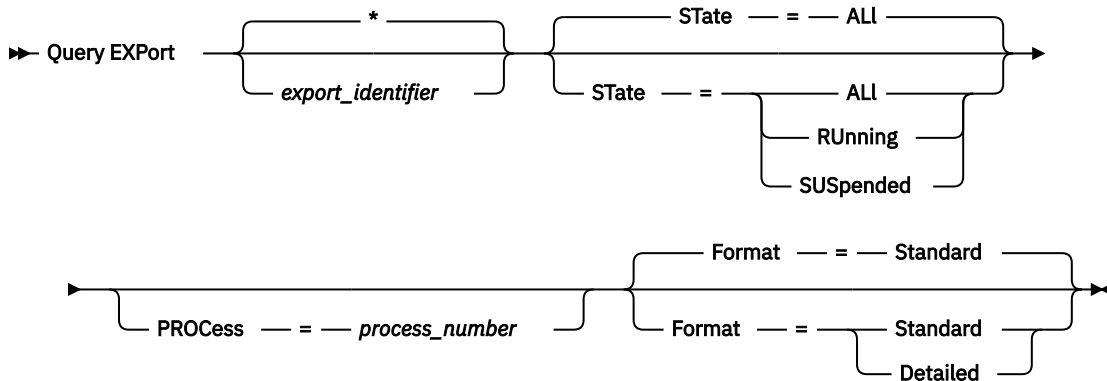 *
STate = ALl
Query EXPort
export_identifier
STate = ALl
RUnning
SUSpended
Format = Standard
PROCess = process_number
Format = Standard
Detailed